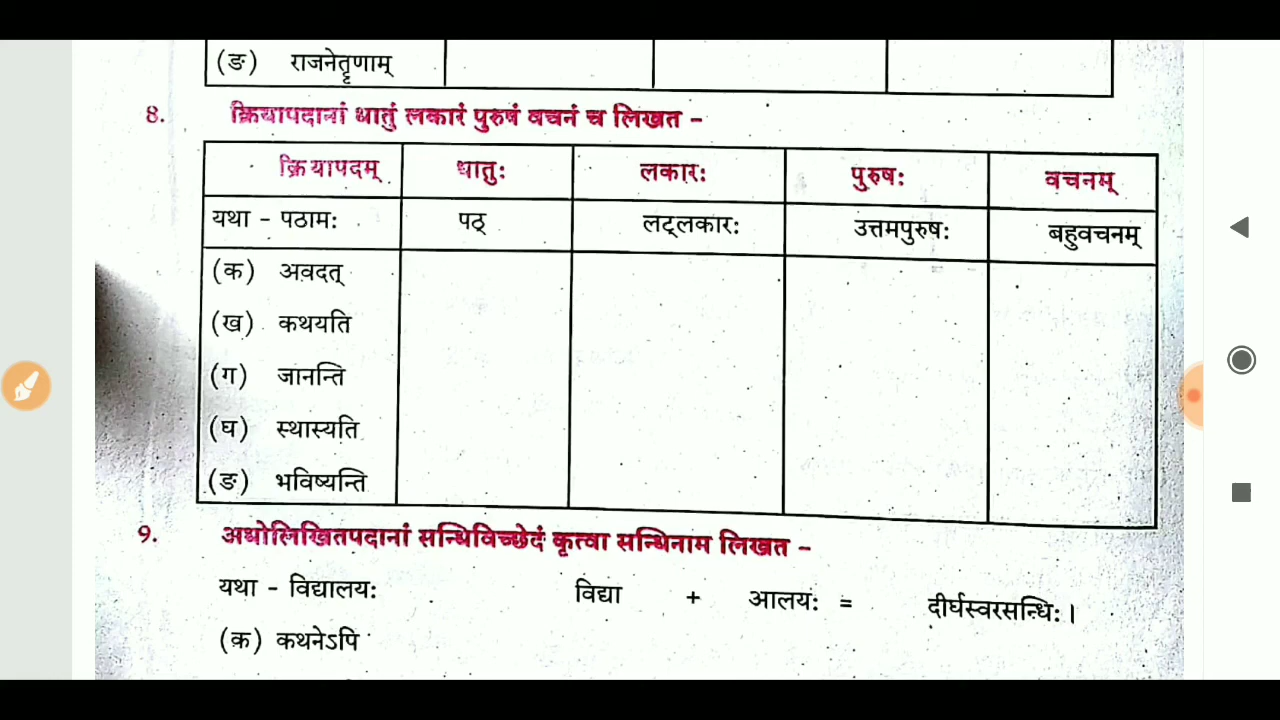 (ङ) राजनेतॄणाम्
8. क्रियापदानां धातुं लकारं पुरुषं वचनं च लिखत -
क्रियापदम् धातुः लकारः पुरुषः वचनम्
यथा - पठामः पठ् लट्लकारः उत्तमपुरुषः बहुवचनम्
(क) अवदत्
(ख) कथयति
(ग) जानन्ति
(घ) स्थास्यति
(ङ) भविष्यन्ति
9. अधोलिखितपदानां सन्धिविच्छेदं कृत्वा सन्धिनाम लिखत -
यथा - विद्यालयः विद्या + आलयः = दीर्घस्वरसन्धिः।
(क) कथनेऽपि